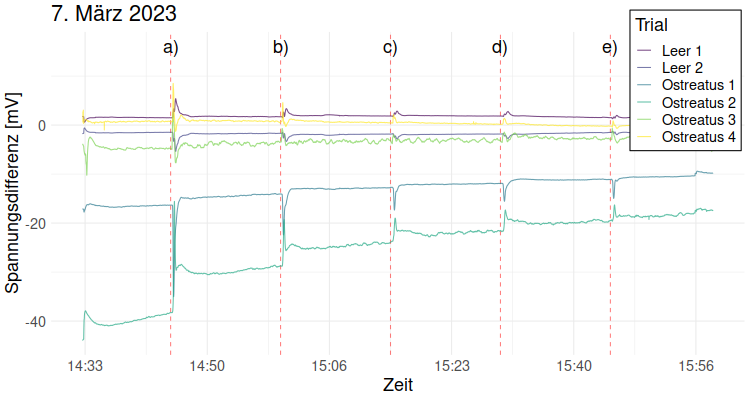 7. März 2023
a)
b)
c)
d)
e)
Trial
Leer 1
Leer 2
Ostreatus 1
Ostreatus 2
Ostreatus 3
Ostreatus 4
Spannungsdifferenz [mV]
0
-20
-40
14:33
14:50
15:06
15:23
15:40
15:56
Zeit